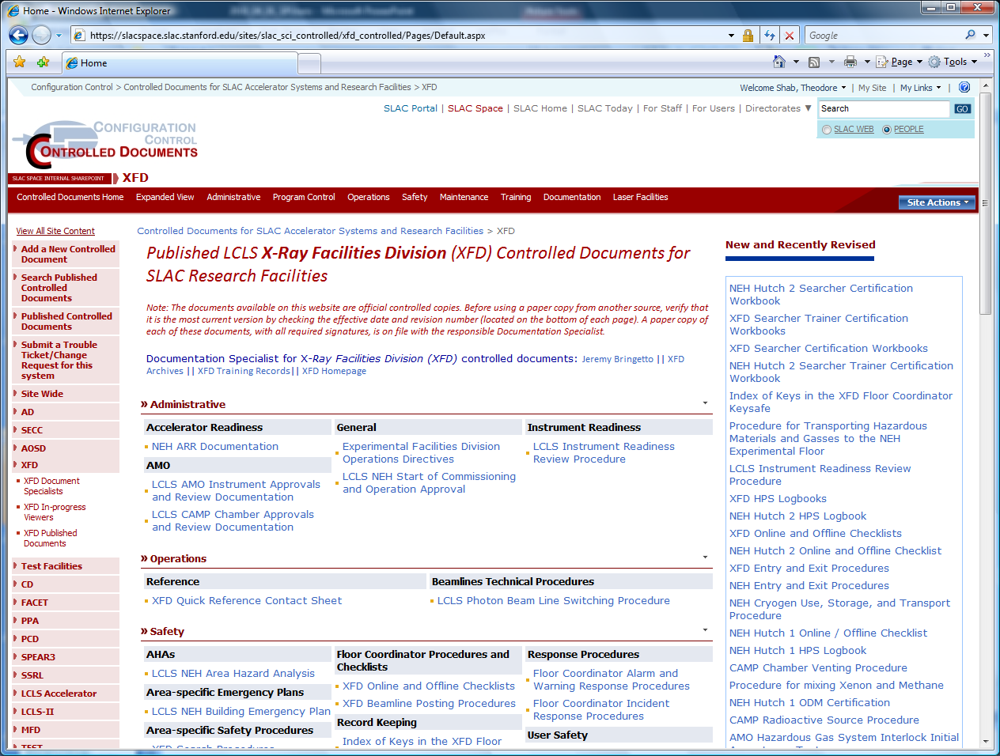 Home - Windows Internet Explorer
https://slacspace.slac.stanford.edu/sites/slac_sci_controlled/xfd_controlled/Pages/Default.aspx
Google
Home
Page
Tools
Configuration Control > Controlled Documents for SLAC Accelerator Systems and Research Facilities > XFD
Welcome Shab, Theodore | My Site | My Links
SLAC Portal | SLAC Space | SLAC Home | SLAC Today | For Staff | For Users | Directorates ▼
Search
GO
SLAC WEB PEOPLE
CONFIGURATION
CONTROL
CONTROLLED DOCUMENTS
SLAC SPACE INTERNAL SHAREPOINT
XFD
Controlled Documents Home Expanded View Administrative Program Control Operations Safety Maintenance Training Documentation Laser Facilities
Site Actions
View All Site Content
Add a New Controlled
Document
Search Published
Controlled
Documents
Published Controlled
Documents
Submit a Trouble
Ticket/Change
Request for this
system
Site Wide
AD
SECC
AOSD
XFD
XFD Document
Specialists
XFD In-progress
Viewers
XFD Published
Documents
Test Facilities
CD
FACET
PPA
PCD
SPEAR3
SSRL
LCLS Accelerator
LCLS-II
MFD
TEST
Controlled Documents for SLAC Accelerator Systems and Research Facilities > XFD
Published LCLS X-Ray Facilities Division (XFD) Controlled Documents for
SLAC Research Facilities
Note: The documents available on this website are official controlled copies. Before using a paper copy from another source, verify that
it is the most current version by checking the effective date and revision number (located on the bottom of each page). A paper copy of
each of these documents, with all required signatures, is on file with the responsible Documentation Specialist.
Documentation Specialist for X-Ray Facilities Division (XFD) controlled documents: Jeremy Bringetto || XFD
Archives || XFD Training Records|| XFD Homepage
» Administrative
Accelerator Readiness
NEH ARR Documentation
AMO
LCLS AMO Instrument Approvals
and Review Documentation
LCLS CAMP Chamber Approvals
and Review Documentation
General
Experimental Facilities Division
Operations Directives
LCLS NEH Start of Commissioning
and Operation Approval
Instrument Readiness
LCLS Instrument Readiness
Review Procedure
» Operations
Reference
XFD Quick Reference Contact Sheet
Beamlines Technical Procedures
LCLS Photon Beam Line Switching Procedure
» Safety
AHAs
LCLS NEH Area Hazard Analysis
Area-specific Emergency Plans
LCLS NEH Building Emergency Plan
Area-specific Safety Procedures
XFD Search Procedures
Floor Coordinator Procedures and
Checklists
XFD Online and Offline Checklists
XFD Beamline Posting Procedures
Record Keeping
Index of Keys in the XFD Floor
Response Procedures
Floor Coordinator Alarm and
Warning Response Procedures
Floor Coordinator Incident
Response Procedures
User Safety
New and Recently Revised
NEH Hutch 2 Searcher Certification
Workbook
XFD Searcher Trainer Certification
Workbooks
XFD Searcher Certification Workbooks
NEH Hutch 2 Searcher Trainer Certification
Workbook
Index of Keys in the XFD Floor Coordinator
Keysafe
Procedure for Transporting Hazardous
Materials and Gasses to the NEH
Experimental Floor
LCLS Instrument Readiness Review
Procedure
XFD HPS Logbooks
NEH Hutch 2 HPS Logbook
XFD Online and Offline Checklists
NEH Hutch 2 Online and Offline Checklist
XFD Entry and Exit Procedures
NEH Entry and Exit Procedures
NEH Cryogen Use, Storage, and Transport
Procedure
NEH Hutch 1 Online / Offline Checklist
NEH Hutch 1 HPS Logbook
CAMP Chamber Venting Procedure
Procedure for mixing Xenon and Methane
NEH Hutch 1 ODM Certification
CAMP Radioactive Source Procedure
AMO Hazardous Gas System Interlock Initial